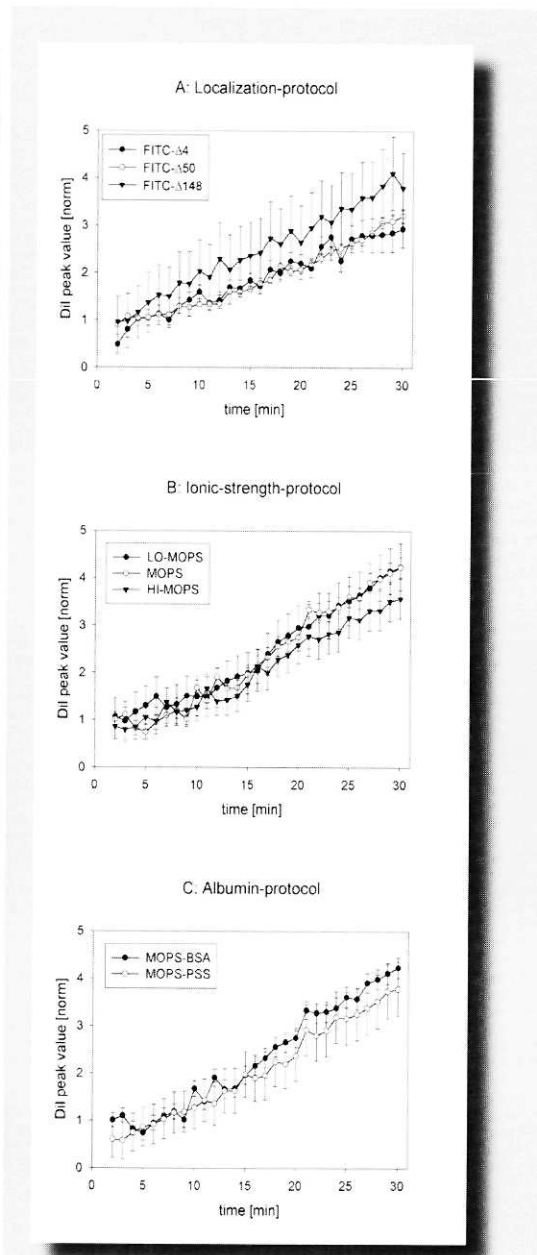 A: Localization-protocol
5
4
3
2
1
0
FITC-Δ4
FITC-Δ50
FITC-Δ148
DiI peak value [norm]
0 5 10 15 20 25 30
time [min]
B: Ionic-strength-protocol
5
4
3
2
1
0
LO-MOPS
MOPS
HI-MOPS
DiI peak value [norm]
0 5 10 15 20 25 30
time [min]
C: Albumin-protocol
5
4
3
2
1
0
MOPS-BSA
MOPS-PSS
DiI peak value [norm]
0 5 10 15 20 25 30
time [min]